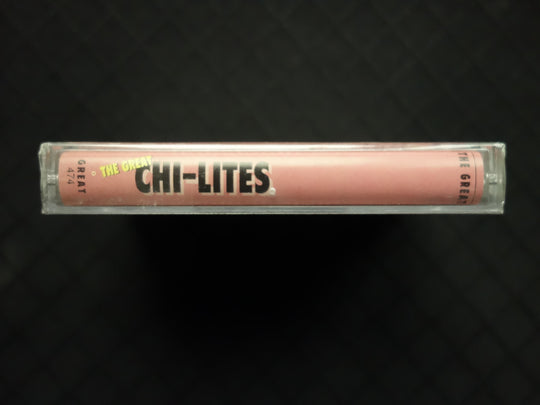 GREAT
474
THE GREAT
CHI-LITES
THE GREAT